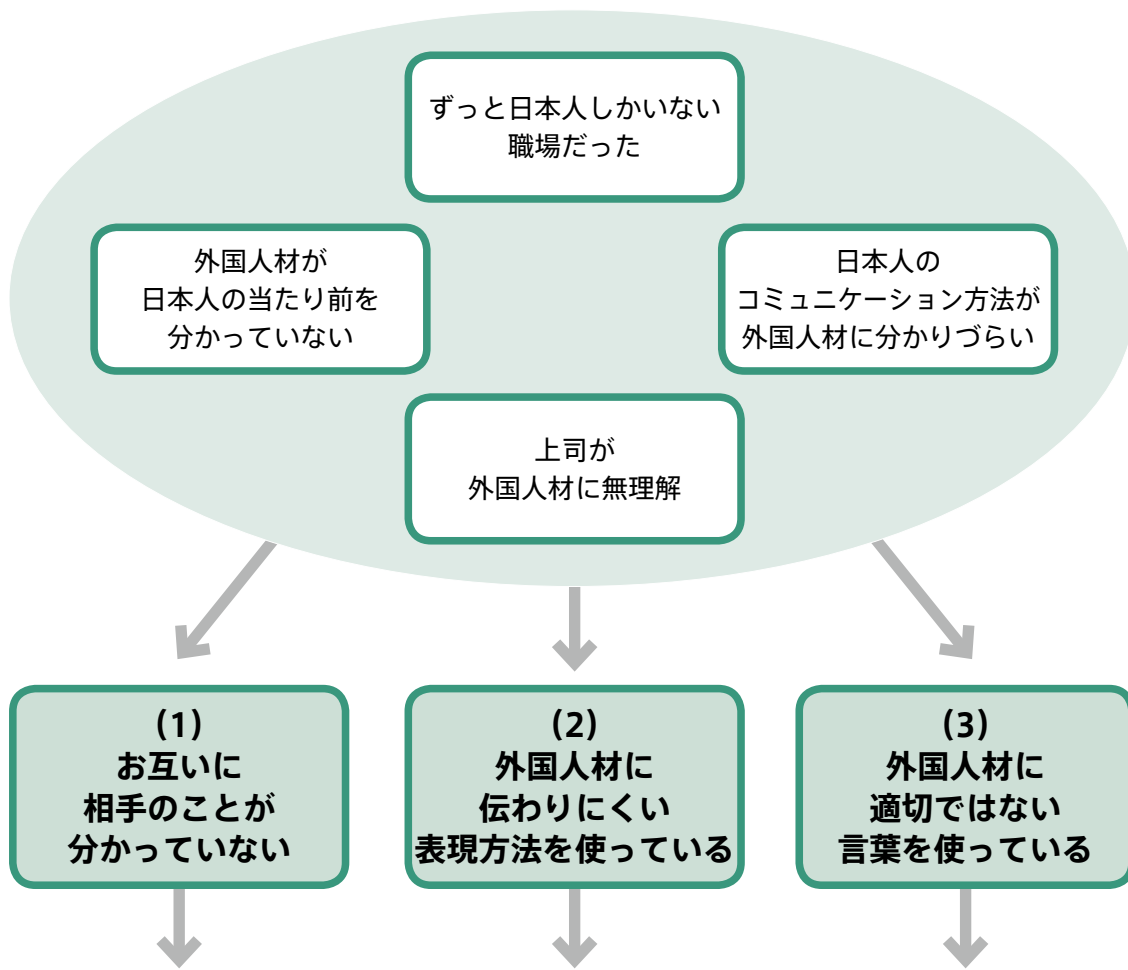 ずっと日本人しかいない
職場だった
外国人材が
日本人の当たり前を
分かっていない
日本人の
コミュニケーション方法が
外国人材に分かりづらい
上司が
外国人材に無理解
(1)
お互いに
相手のことが
分かっていない
(2)
外国人材に
伝わりにくい
表現方法を使っている
(3)
外国人材に
適切ではない
言葉を使っている